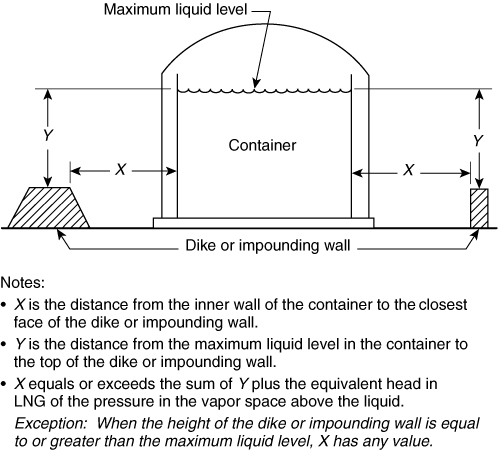 Maximum liquid level
Y
X
Container
X
Y
Dike or impounding wall
Notes:
• X is the distance from the inner wall of the container to the closest
face of the dike or impounding wall.
• Y is the distance from the maximum liquid level in the container to
the top of the dike or impounding wall.
• X equals or exceeds the sum of Y plus the equivalent head in
LNG of the pressure in the vapor space above the liquid.
Exception: When the height of the dike or impounding wall is equal
to or greater than the maximum liquid level, X has any value.